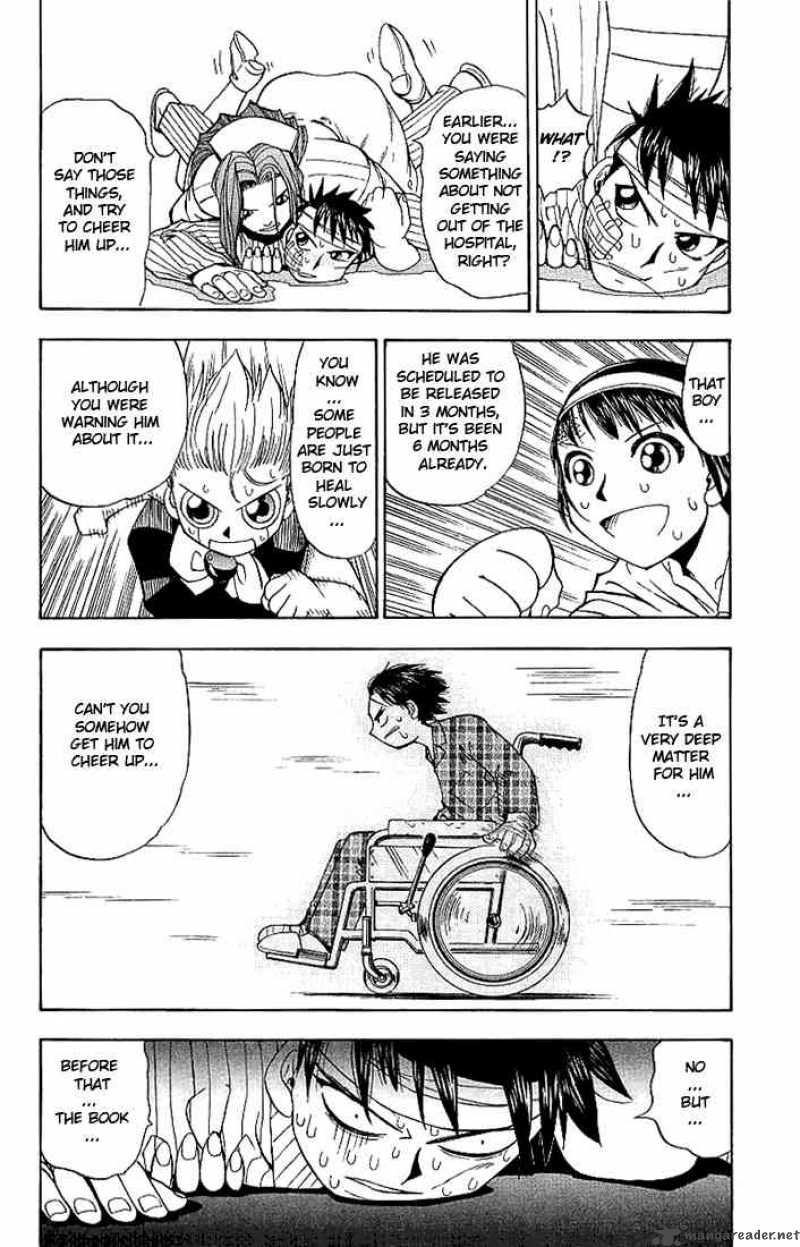 WHAT
!?
EARLIER...
YOU WERE
SAYING
SOMETHING
ABOUT NOT
GETTING
OUT OF THE
HOSPITAL,
RIGHT?
DON'T
SAY THOSE
THINGS,
AND TRY
TO CHEER
HIM UP...
THAT
BOY
...
HE WAS
SCHEDULED TO
BE RELEASED
IN 3 MONTHS,
BUT IT'S BEEN
6 MONTHS
ALREADY.
YOU
KNOW
...
SOME
PEOPLE
ARE JUST
BORN TO
HEAL
SLOWLY
...
ALTHOUGH
YOU WERE
WARNING HIM
ABOUT IT...
IT'S A
VERY DEEP
MATTER
FOR HIM
...
CAN'T YOU
SOMEHOW
GET HIM TO
CHEER UP...
NO
...
BUT
...
BEFORE
THAT
...
THE BOOK
...
mangareader.net